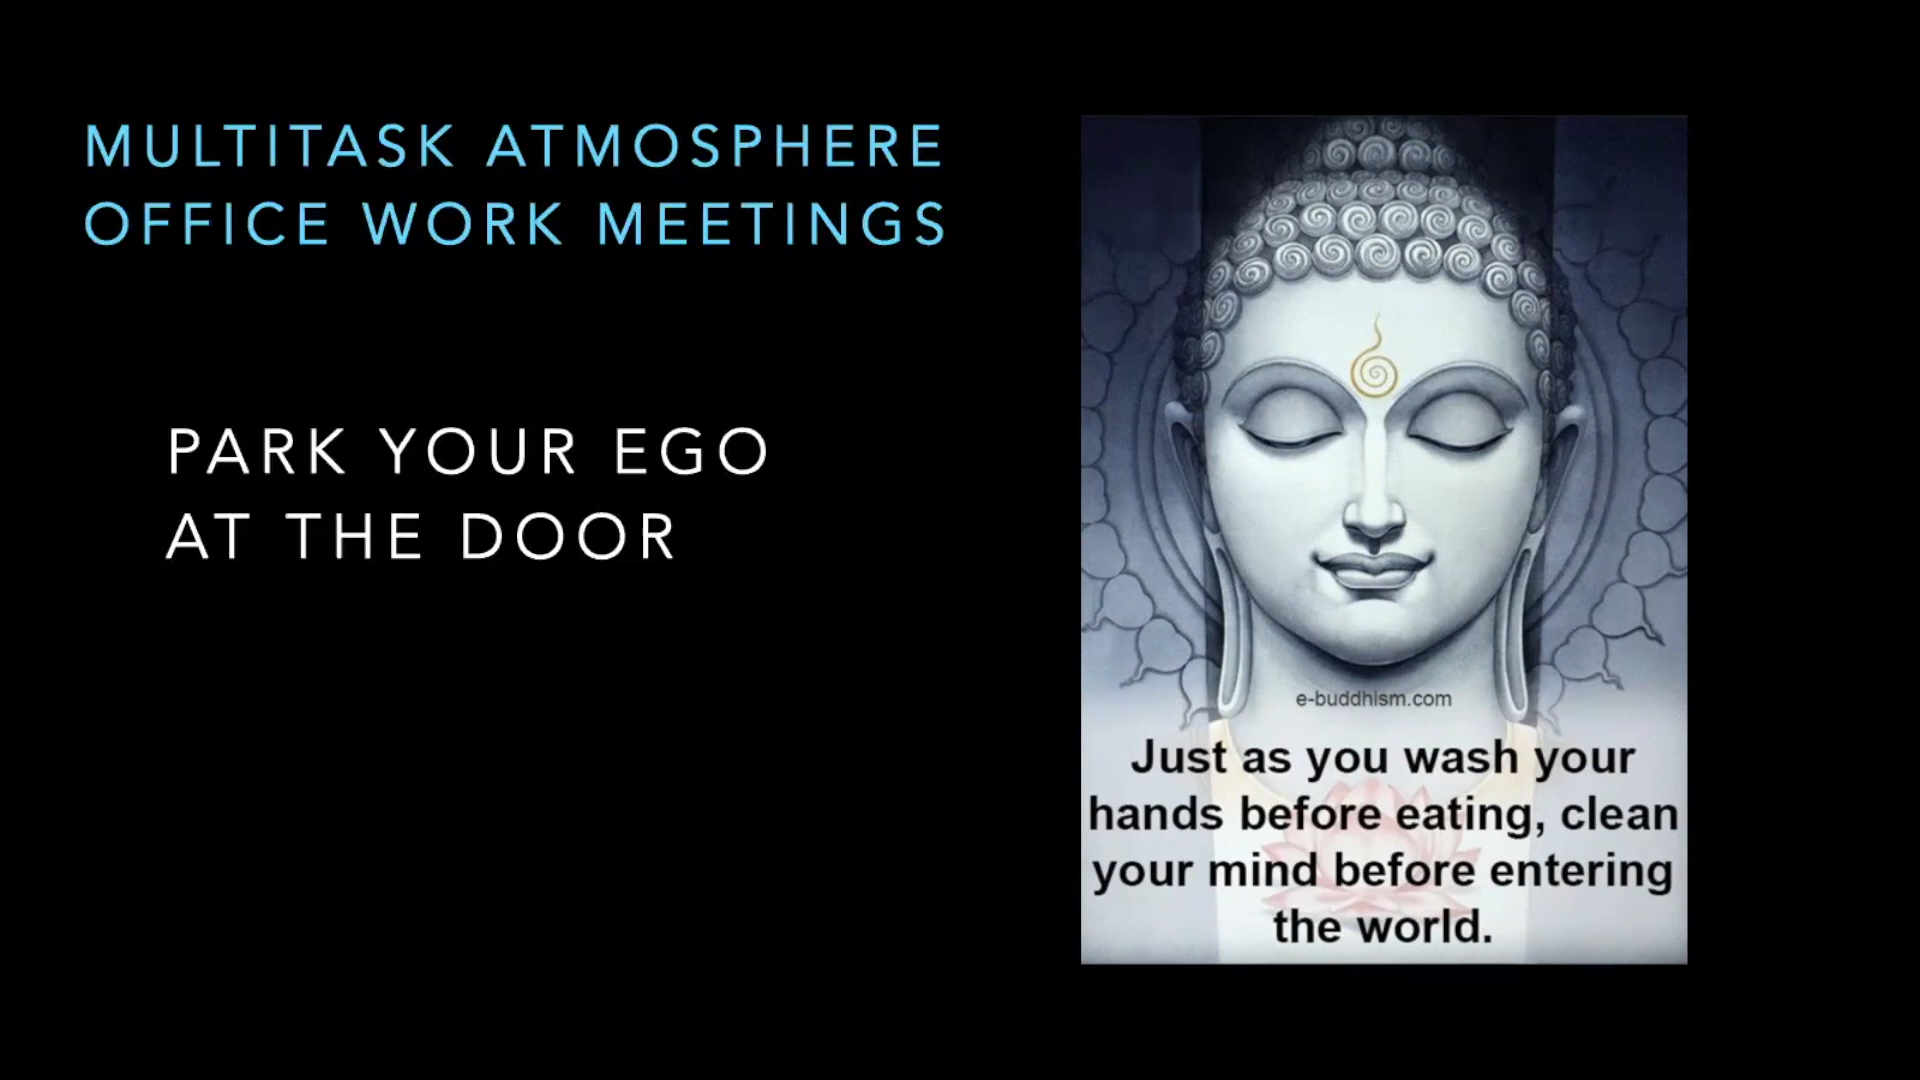 MULTITASK ATMOSPHERE
OFFICE WORK MEETINGS
PARK YOUR EGO
AT THE DOOR
e-buddhism.com
Just as you wash your
hands before eating, clean
your mind before entering
the world.